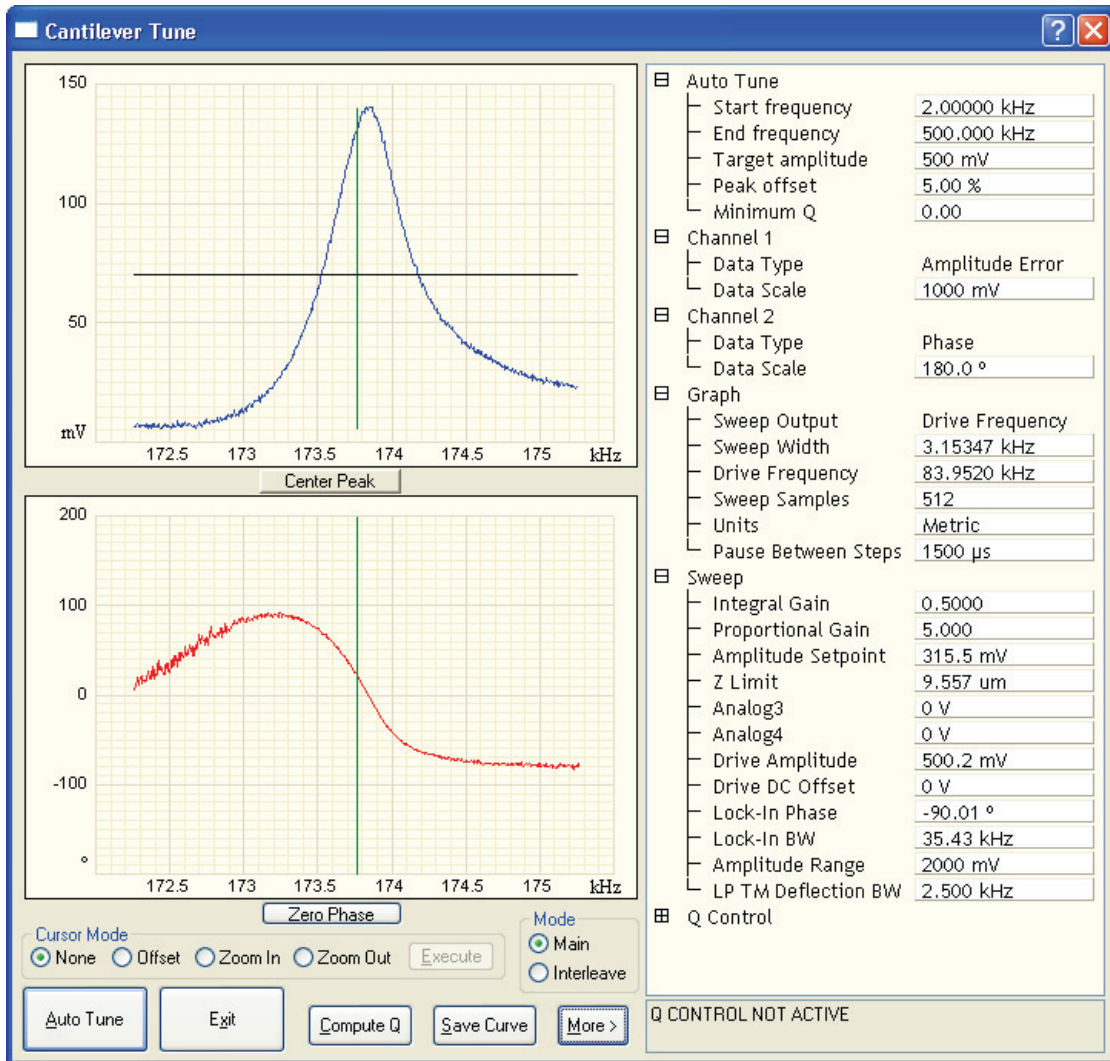 Cantilever Tune
150
100
50
mV
172.5 173 173.5 174 174.5 175 kHz
Center Peak
200
100
0
-100
°
172.5 173 173.5 174 174.5 175 kHz
Zero Phase
Cursor Mode
None Offset Zoom In Zoom Out Execute
Mode
Main
Interleave
Auto Tune Exit Compute Q Save Curve More >
Auto Tune
Start frequency 2.00000 kHz
End frequency 500.000 kHz
Target amplitude 500 mV
Peak offset 5.00 %
Minimum Q 0.00
Channel 1
Data Type Amplitude Error
Data Scale 1000 mV
Channel 2
Data Type Phase
Data Scale 180.0 º
Graph
Sweep Output Drive Frequency
Sweep Width 3.15347 kHz
Drive Frequency 83.9520 kHz
Sweep Samples 512
Units Metric
Pause Between Steps 1500 µs
Sweep
Integral Gain 0.5000
Proportional Gain 5.000
Amplitude Setpoint 315.5 mV
Z Limit 9.557 um
Analog3 0 V
Analog4 0 V
Drive Amplitude 500.2 mV
Drive DC Offset 0 V
Lock-In Phase -90.01 º
Lock-In BW 35.43 kHz
Amplitude Range 2000 mV
LP TM Deflection BW 2.500 kHz
Q Control
Q CONTROL NOT ACTIVE